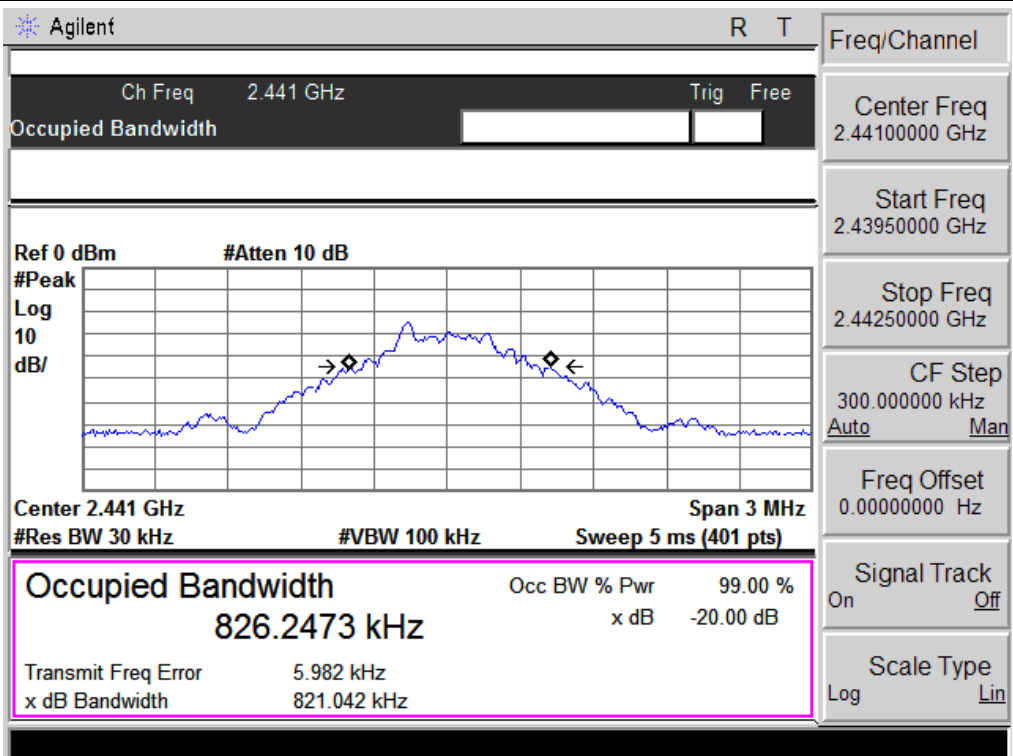 Agilent R T
Ch Freq 2.441 GHz Trig Free
Occupied Bandwidth
Ref 0 dBm #Atten 10 dB
#Peak
Log
10
dB/
Center 2.441 GHz Span 3 MHz
#Res BW 30 kHz #VBW 100 kHz Sweep 5 ms (401 pts)
Occupied Bandwidth Occ BW % Pwr 99.00 %
826.2473 kHz x dB -20.00 dB
Transmit Freq Error 5.982 kHz
x dB Bandwidth 821.042 kHz
Freq/Channel
Center Freq
2.44100000 GHz
Start Freq
2.43950000 GHz
Stop Freq
2.44250000 GHz
CF Step
300.000000 kHz
Auto Man
Freq Offset
0.00000000 Hz
Signal Track
On Off
Scale Type
Log Lin